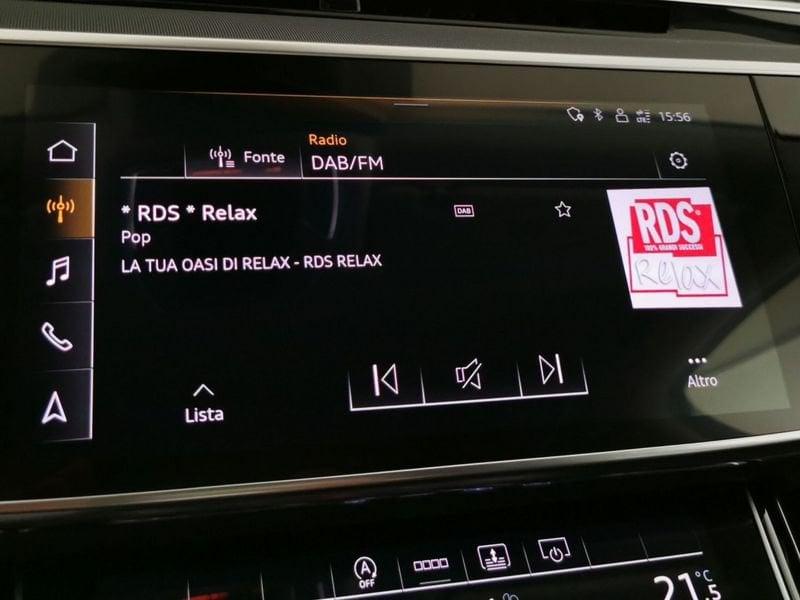 15:56
Radio
Fonte
DAB/FM
* RDS * Relax
DAB
Pop
LA TUA OASI DI RELAX - RDS RELAX
RDS
100% GRANDI SUCCESSI
Relax
Lista
Altro
A
OFF
21.5 °C